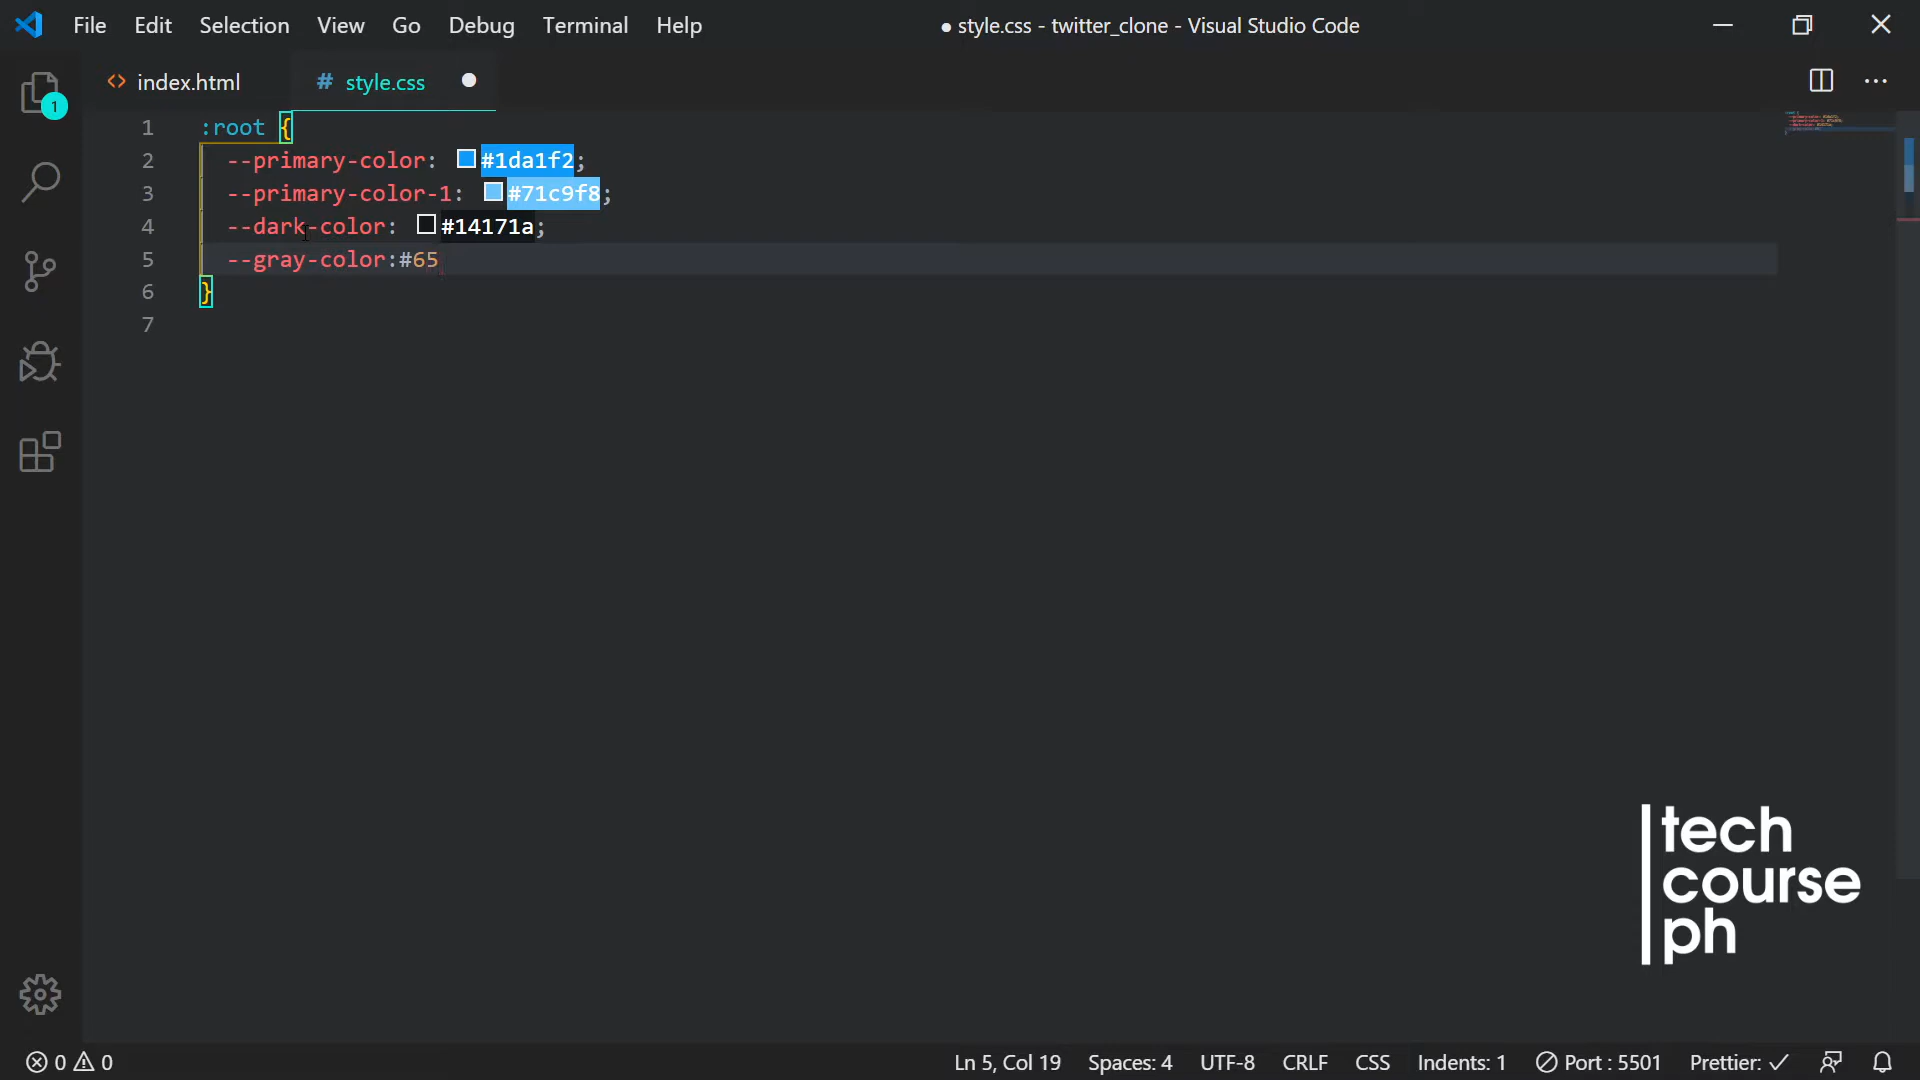 File Edit Selection View Go Debug Terminal Help ● style.css - twitter_clone - Visual Studio Code
<> index.html # style.css ●
1
1 :root {
2 --primary-color: #1da1f2;
3 --primary-color-1: #71c9f8;
4 --dark-color: #14171a;
5 --gray-color:#65
6 }
7
tech
course
ph
0 0 Ln 5, Col 19 Spaces: 4 UTF-8 CRLF CSS Indents: 1 Port : 5501 Prettier: ✓